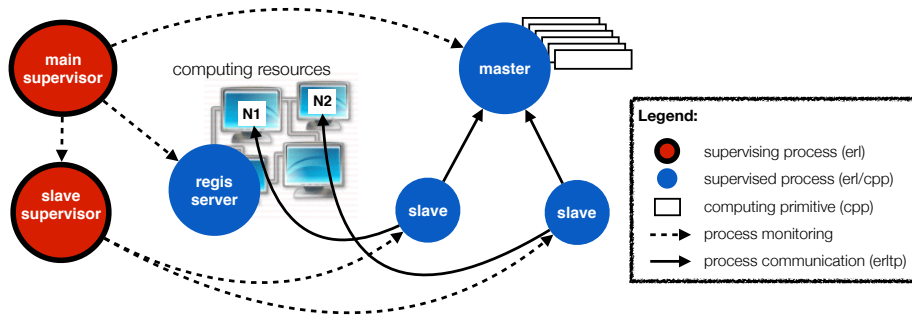 main
supervisor
computing resources
master
N1
N2
Legend:
supervising process (erl)
supervised process (erl/cpp)
computing primitive (cpp)
process monitoring
process communication (erltp)
slave
supervisor
regis
server
slave
slave